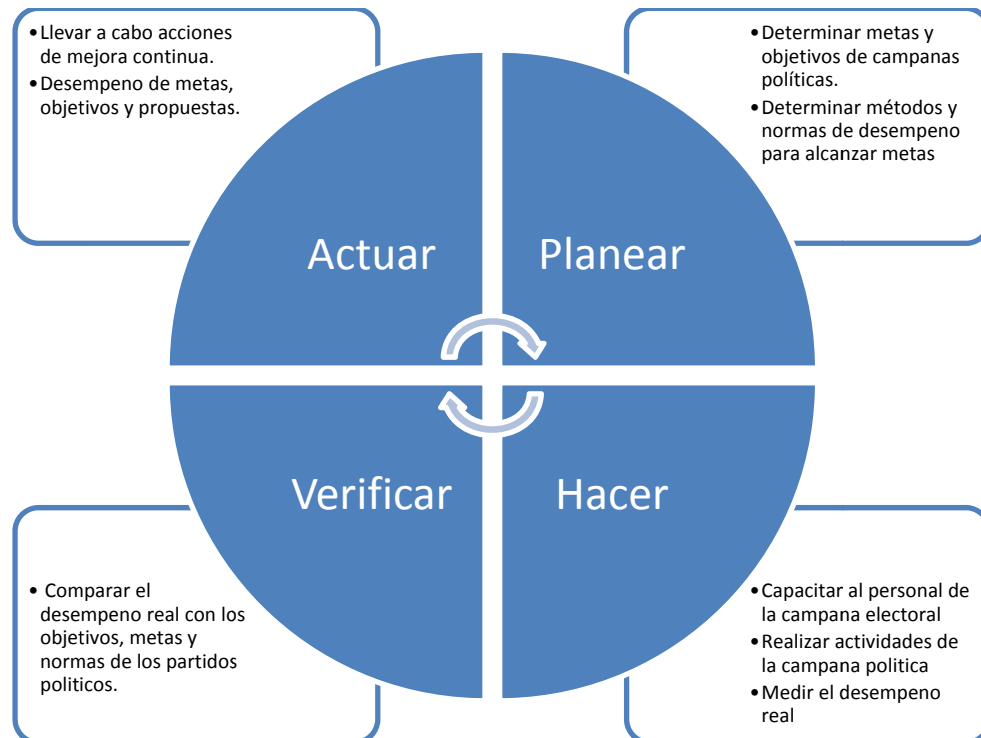 •Llevar a cabo acciones
de mejora continua.
•Desempeno de metas,
objetivos y propuestas.
•Determinar metas y
objetivos de campanas
políticas.
•Determinar métodos y
normas de desempeno
para alcanzar metas
Actuar
Planear
Verificar
Hacer
• Comparar el
desempeno real con los
objetivos, metas y
normas de los partidos
politicos.
•Capacitar al personal de
la campana electoral
•Realizar actividades de
la campana politica
•Medir el desempeno
real